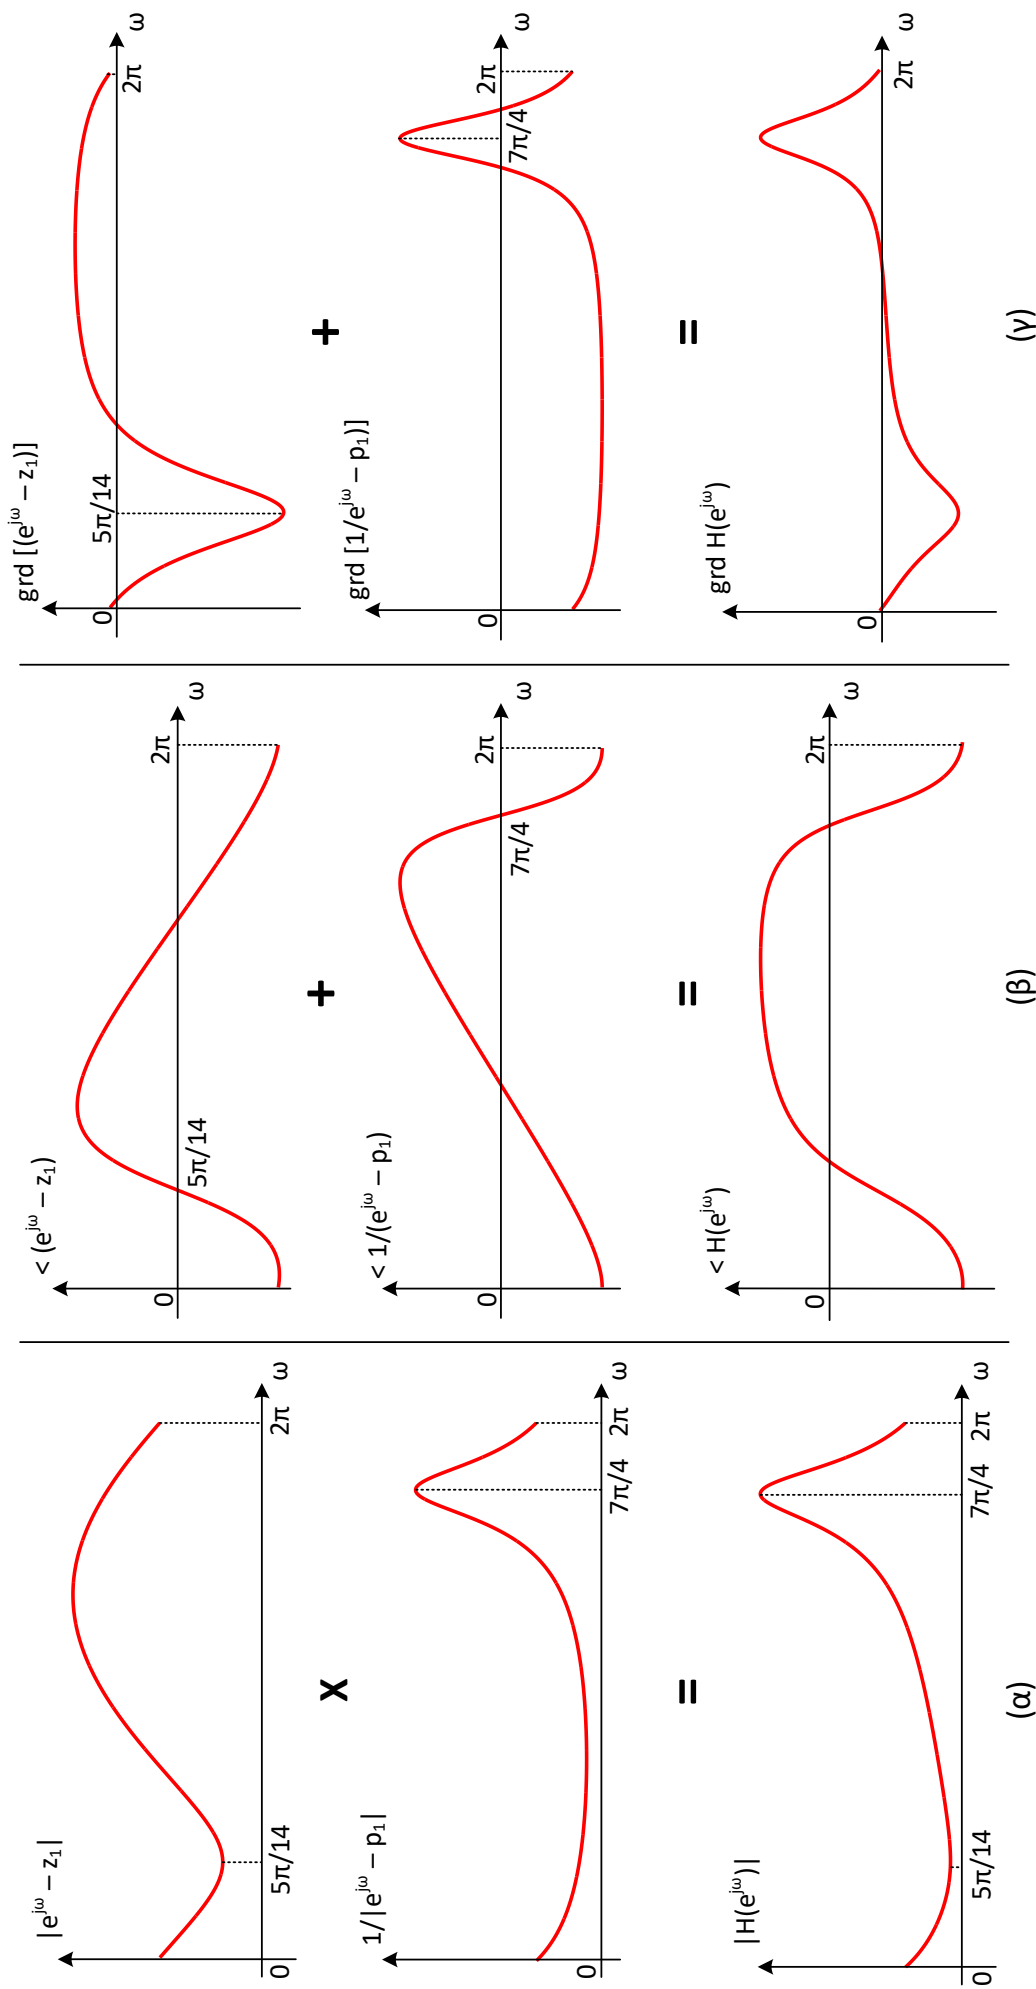 |e^jω – z₁|
0 5π/14 2π ω
x
1/|e^jω – p₁|
0 7π/4 2π ω
=
|H(e^jω)|
0 5π/14 7π/4 2π ω
(α)
< (e^jω – z₁)
0 5π/14 2π ω
+
< 1/(e^jω – p₁)
0 7π/4 2π ω
=
< H(e^jω)
0 2π ω
(β)
grd [(e^jω – z₁)]
0 5π/14 2π ω
+
grd [1/e^jω – p₁)]
0 7π/4 2π ω
=
grd H(e^jω)
0 2π ω
(γ)